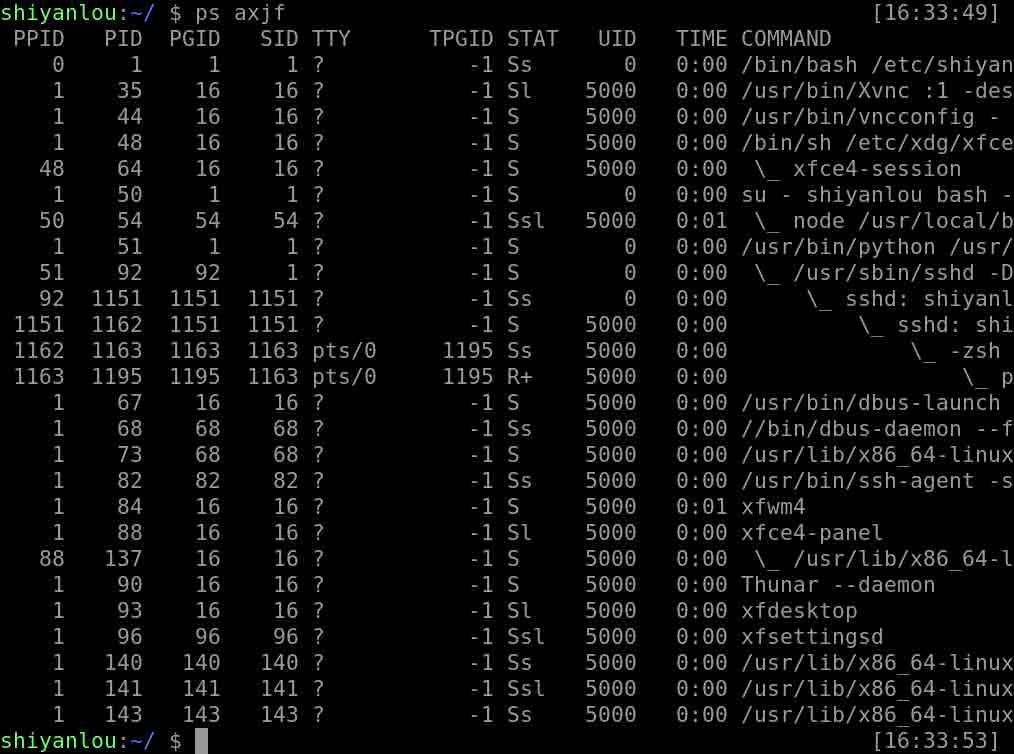 shiyanlou:~/ $ ps axjf [16:33:49]
PPID PID PGID SID TTY TPGID STAT UID TIME COMMAND
0 1 1 1 ? -1 Ss 0 0:00 /bin/bash /etc/shiyan
1 35 16 16 ? -1 Sl 5000 0:00 /usr/bin/Xvnc :1 -des
1 44 16 16 ? -1 S 5000 0:00 /usr/bin/vncconfig -
1 48 16 16 ? -1 S 5000 0:00 /bin/sh /etc/xdg/xfce
48 64 16 16 ? -1 S 5000 0:00 \_ xfce4-session
1 50 1 1 ? -1 S 0 0:00 su - shiyanlou bash -
50 54 54 54 ? -1 Ssl 5000 0:01 \_ node /usr/local/b
1 51 1 1 ? -1 S 0 0:00 /usr/bin/python /usr/
51 92 92 1 ? -1 S 0 0:00 \_ /usr/sbin/sshd -D
92 1151 1151 1151 ? -1 Ss 0 0:00 \_ sshd: shiyanl
1151 1162 1151 1151 ? -1 S 5000 0:00 \_ sshd: shi
1162 1163 1163 1163 pts/0 1195 Ss 5000 0:00 \_ -zsh
1163 1195 1195 1163 pts/0 1195 R+ 5000 0:00 \_ p
1 67 16 16 ? -1 S 5000 0:00 /usr/bin/dbus-launch
1 68 68 68 ? -1 Ss 5000 0:00 //bin/dbus-daemon --f
1 73 68 68 ? -1 S 5000 0:00 /usr/lib/x86_64-linux
1 82 82 82 ? -1 Ss 5000 0:00 /usr/bin/ssh-agent -s
1 84 16 16 ? -1 S 5000 0:01 xfwm4
1 88 16 16 ? -1 Sl 5000 0:00 xfce4-panel
88 137 16 16 ? -1 S 5000 0:00 \_ /usr/lib/x86_64-l
1 90 16 16 ? -1 S 5000 0:00 Thunar --daemon
1 93 16 16 ? -1 Sl 5000 0:00 xfdesktop
1 96 96 96 ? -1 Ssl 5000 0:00 xfsettingsd
1 140 140 140 ? -1 Ss 5000 0:00 /usr/lib/x86_64-linux
1 141 141 141 ? -1 Ssl 5000 0:00 /usr/lib/x86_64-linux
1 143 143 143 ? -1 Ss 5000 0:00 /usr/lib/x86_64-linux
shiyanlou:~/ $ [16:33:53]